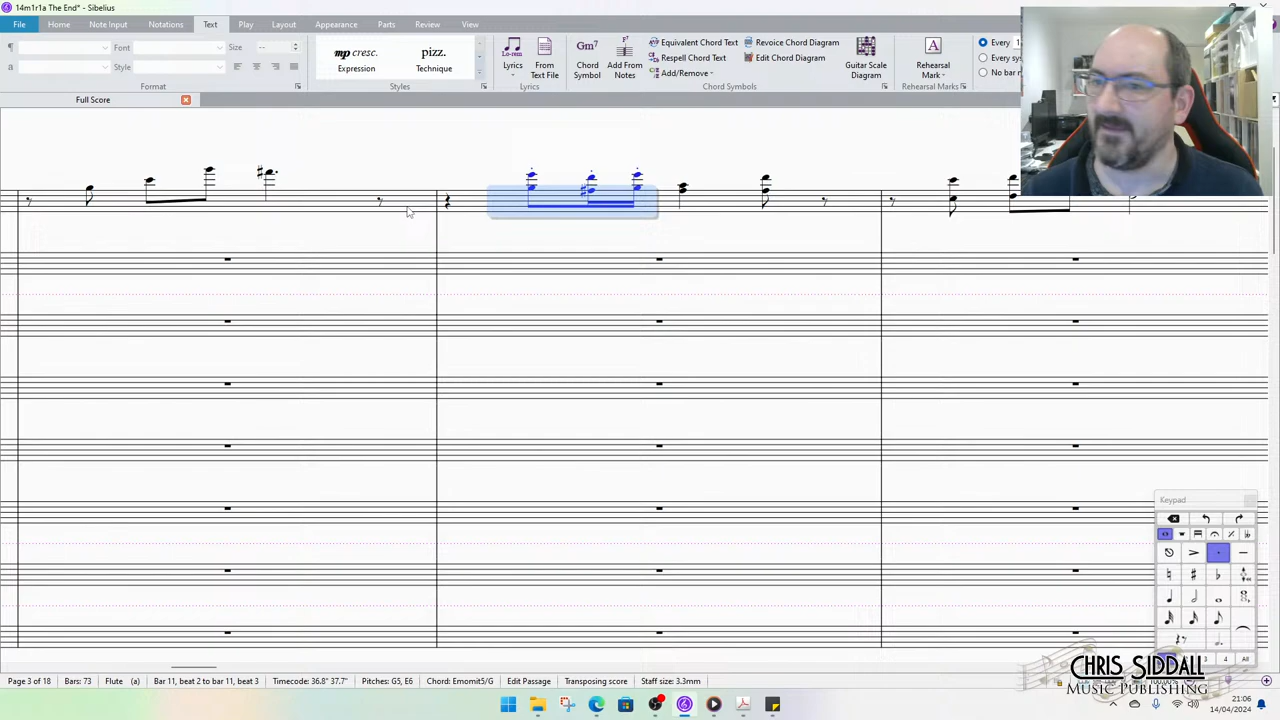 14m1r1a The End* - Sibelius
File Home Note Input Notations Text Play Layout Appearance Parts Review View
Font Size --
Style
Format
mp cresc.
Expression
pizz.
Technique
Styles
Lo-rem
Lyrics
From Text File
Lyrics
Gm7
Chord Symbol
Add From Notes
Equivalent Chord Text
Respell Chord Text
Add/Remove
Revoice Chord Diagram
Edit Chord Diagram
Guitar Scale Diagram
Chord Symbols
A
Rehearsal Mark
Rehearsal Marks
Every 1
Every sys
No bar n
Full Score
Keypad
4 All
CHRIS SIDDALL
MUSIC PUBLISHING
Page 3 of 18 Bars: 73 Flute (a) Bar 11, beat 2 to bar 11, beat 3 Timecode: 36.8" 37.7" Pitches: G5, E6 Chord: Emomit5/G Edit Passage Transposing score Staff size: 3.3mm
21:06
14/04/2024